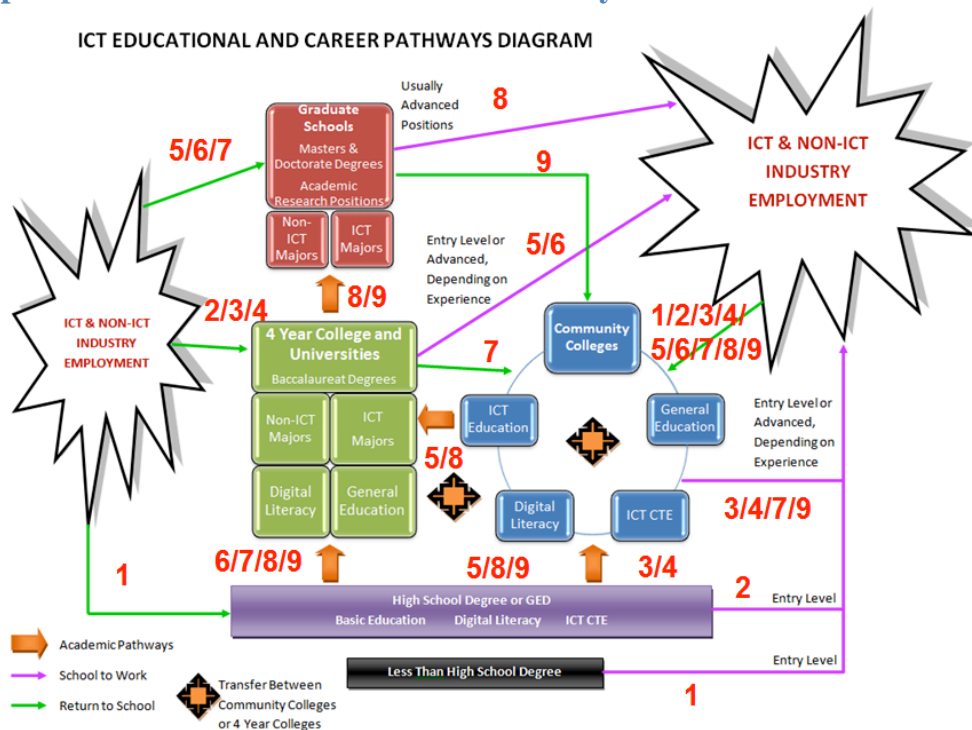 ICT EDUCATIONAL AND CAREER PATHWAYS DIAGRAM
Usually
Advanced
Positions
8
Graduate
Schools
Masters &
Doctorate Degrees
Academic
Research Positions
Non-
ICT
Majors
ICT
Majors
5/6/7
9
ICT & NON-ICT
INDUSTRY
EMPLOYMENT
Entry Level or
Advanced,
Depending on
Experience
5/6
8/9
2/3/4
ICT & NON-ICT
INDUSTRY
EMPLOYMENT
4 Year College and
Universities
Baccalaureat Degrees
Non-ICT
Majors
ICT
Majors
Digital
Literacy
General
Education
7
Community
Colleges
1/2/3/4/
5/6/7/8/9
ICT
Education
General
Education
Digital
Literacy
ICT CTE
5/8
Entry Level or
Advanced,
Depending on
Experience
3/4/7/9
6/7/8/9
5/8/9
3/4
1
High School Degree or GED
Basic Education Digital Literacy ICT CTE
2
Entry Level
Less Than High School Degree
Entry Level
1
Academic Pathways
School to Work
Return to School
Transfer Between
Community Colleges
or 4 Year Colleges